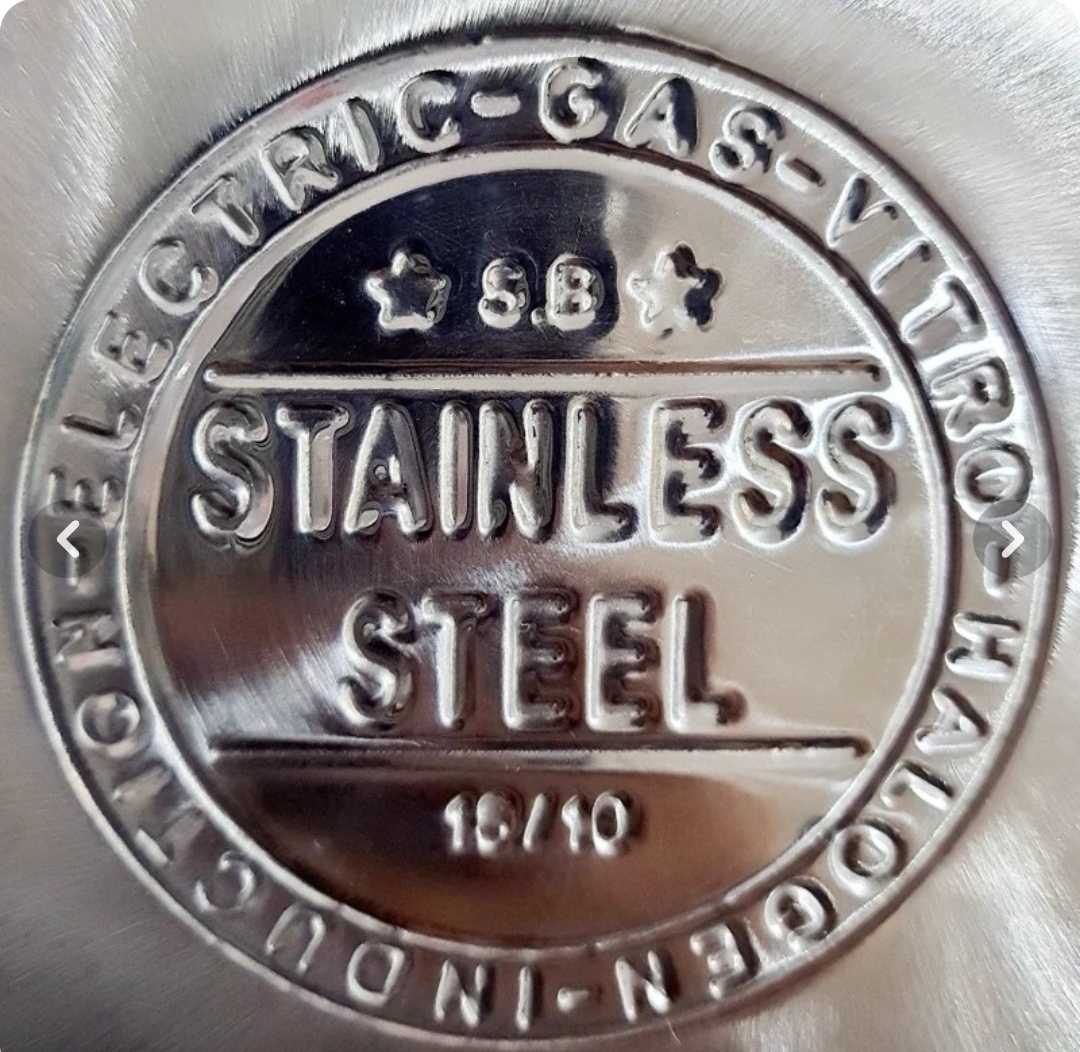 ELECTRIC-GAS-VITRO-HALOGEN-INDUCTION-
★ S.B ★
STAINLESS
STEEL
18/10